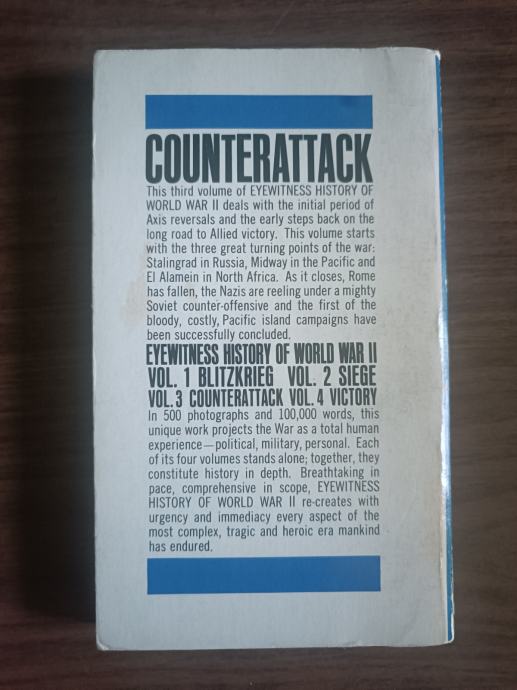 COUNTERATTACK
This third volume of EYEWITNESS HISTORY OF
WORLD WAR II deals with the initial period of
Axis reversals and the early steps back on the
long road to Allied victory. This volume starts
with the three great turning points of the war:
Stalingrad in Russia, Midway in the Pacific and
El Alamein in North Africa. As it closes, Rome
has fallen, the Nazis are reeling under a mighty
Soviet counter-offensive and the first of the
bloody, costly, Pacific island campaigns have
been successfully concluded.
EYEWITNESS HISTORY OF WORLD WAR II
VOL. 1 BLITZKRIEG VOL. 2 SIEGE
VOL. 3 COUNTERATTACK VOL. 4 VICTORY
In 500 photographs and 100,000 words, this
unique work projects the War as a total human
experience—political, military, personal. Each
of its four volumes stands alone; together, they
constitute history in depth. Breathtaking in
pace, comprehensive in scope, EYEWITNESS
HISTORY OF WORLD WAR II re-creates with
urgency and immediacy every aspect of the
most complex, tragic and heroic era mankind
has endured.